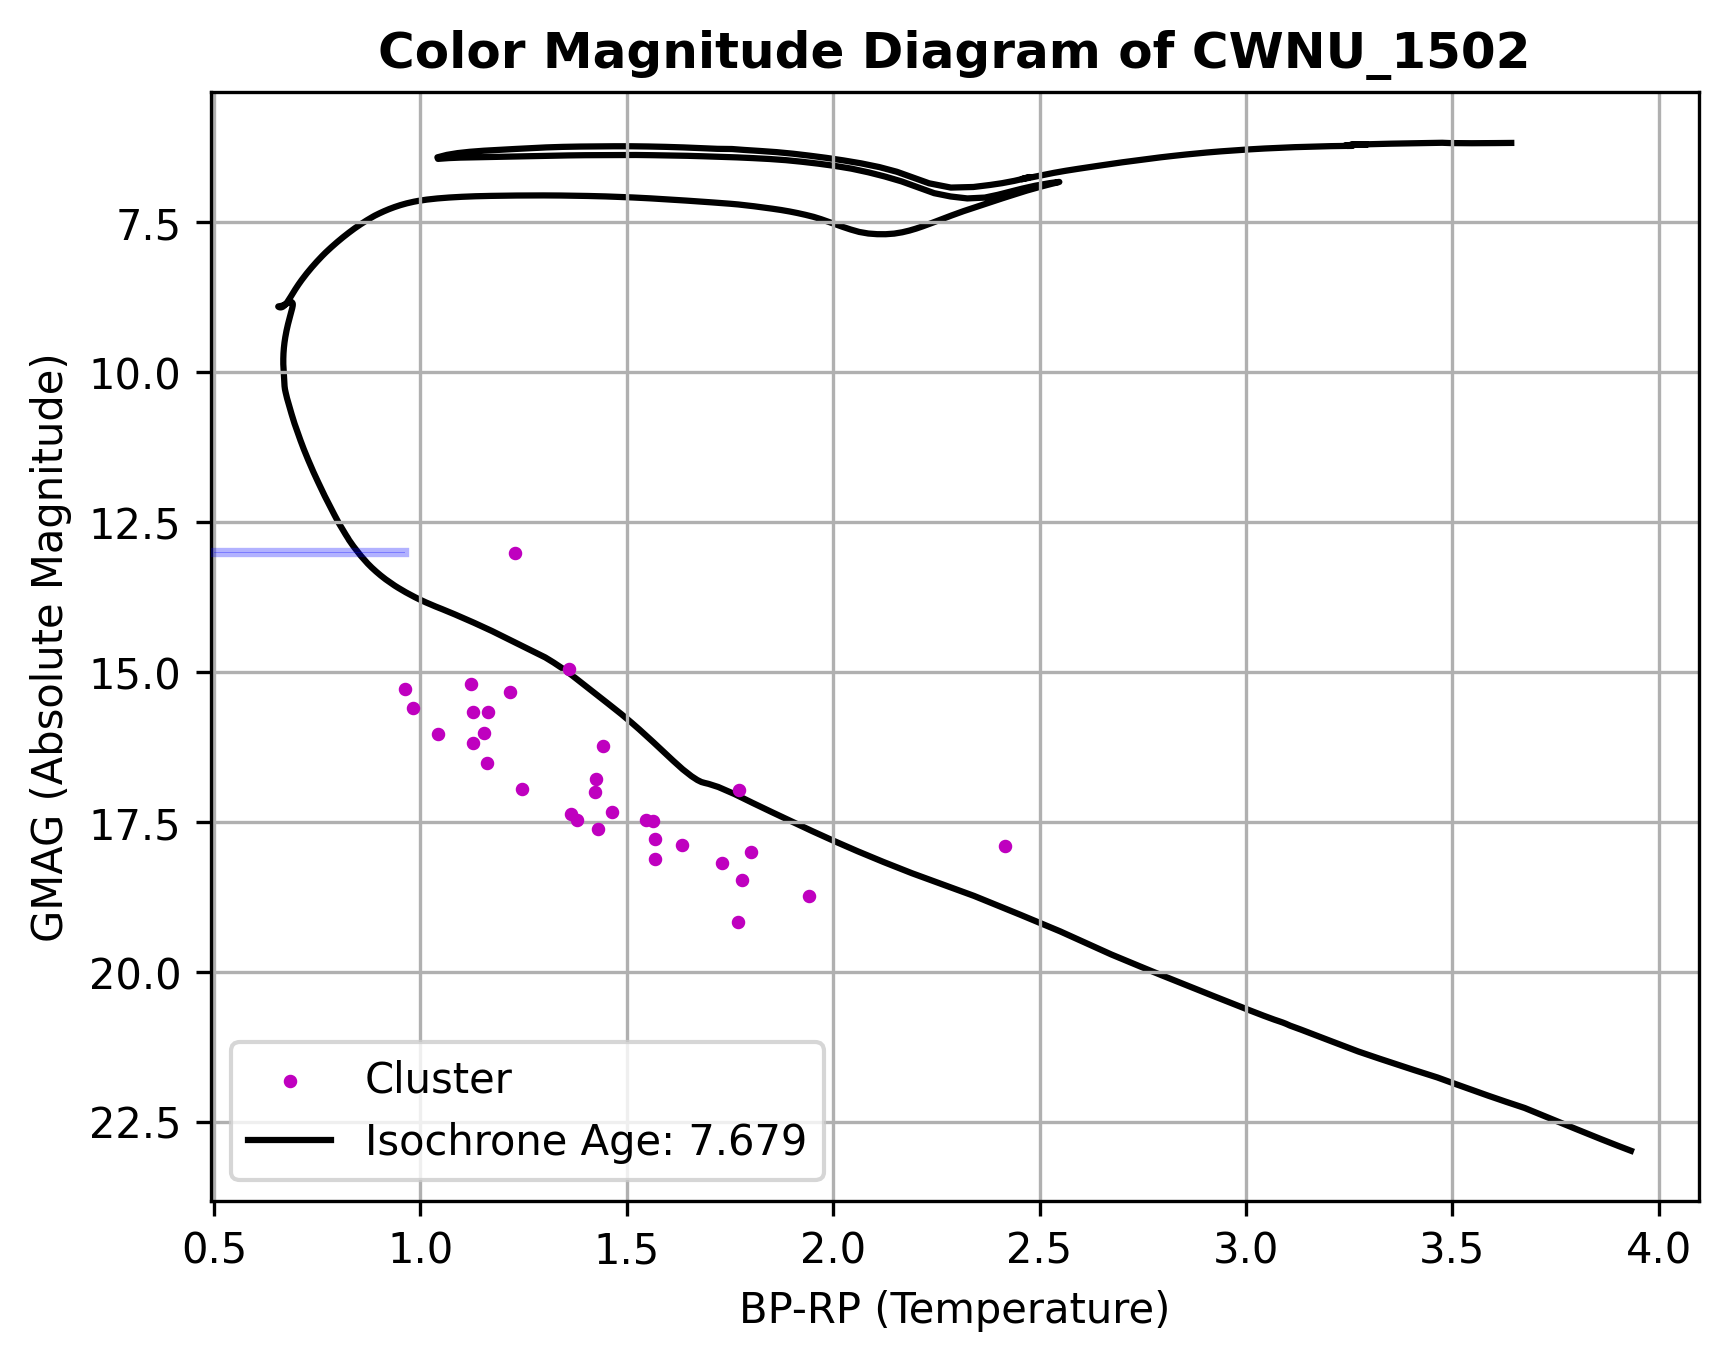 Color Magnitude Diagram of CWNU_1502
GMAG (Absolute Magnitude)
7.5
10.0
12.5
15.0
17.5
20.0
22.5
Cluster
Isochrone Age: 7.679
0.5 1.0 1.5 2.0 2.5 3.0 3.5 4.0
BP-RP (Temperature)